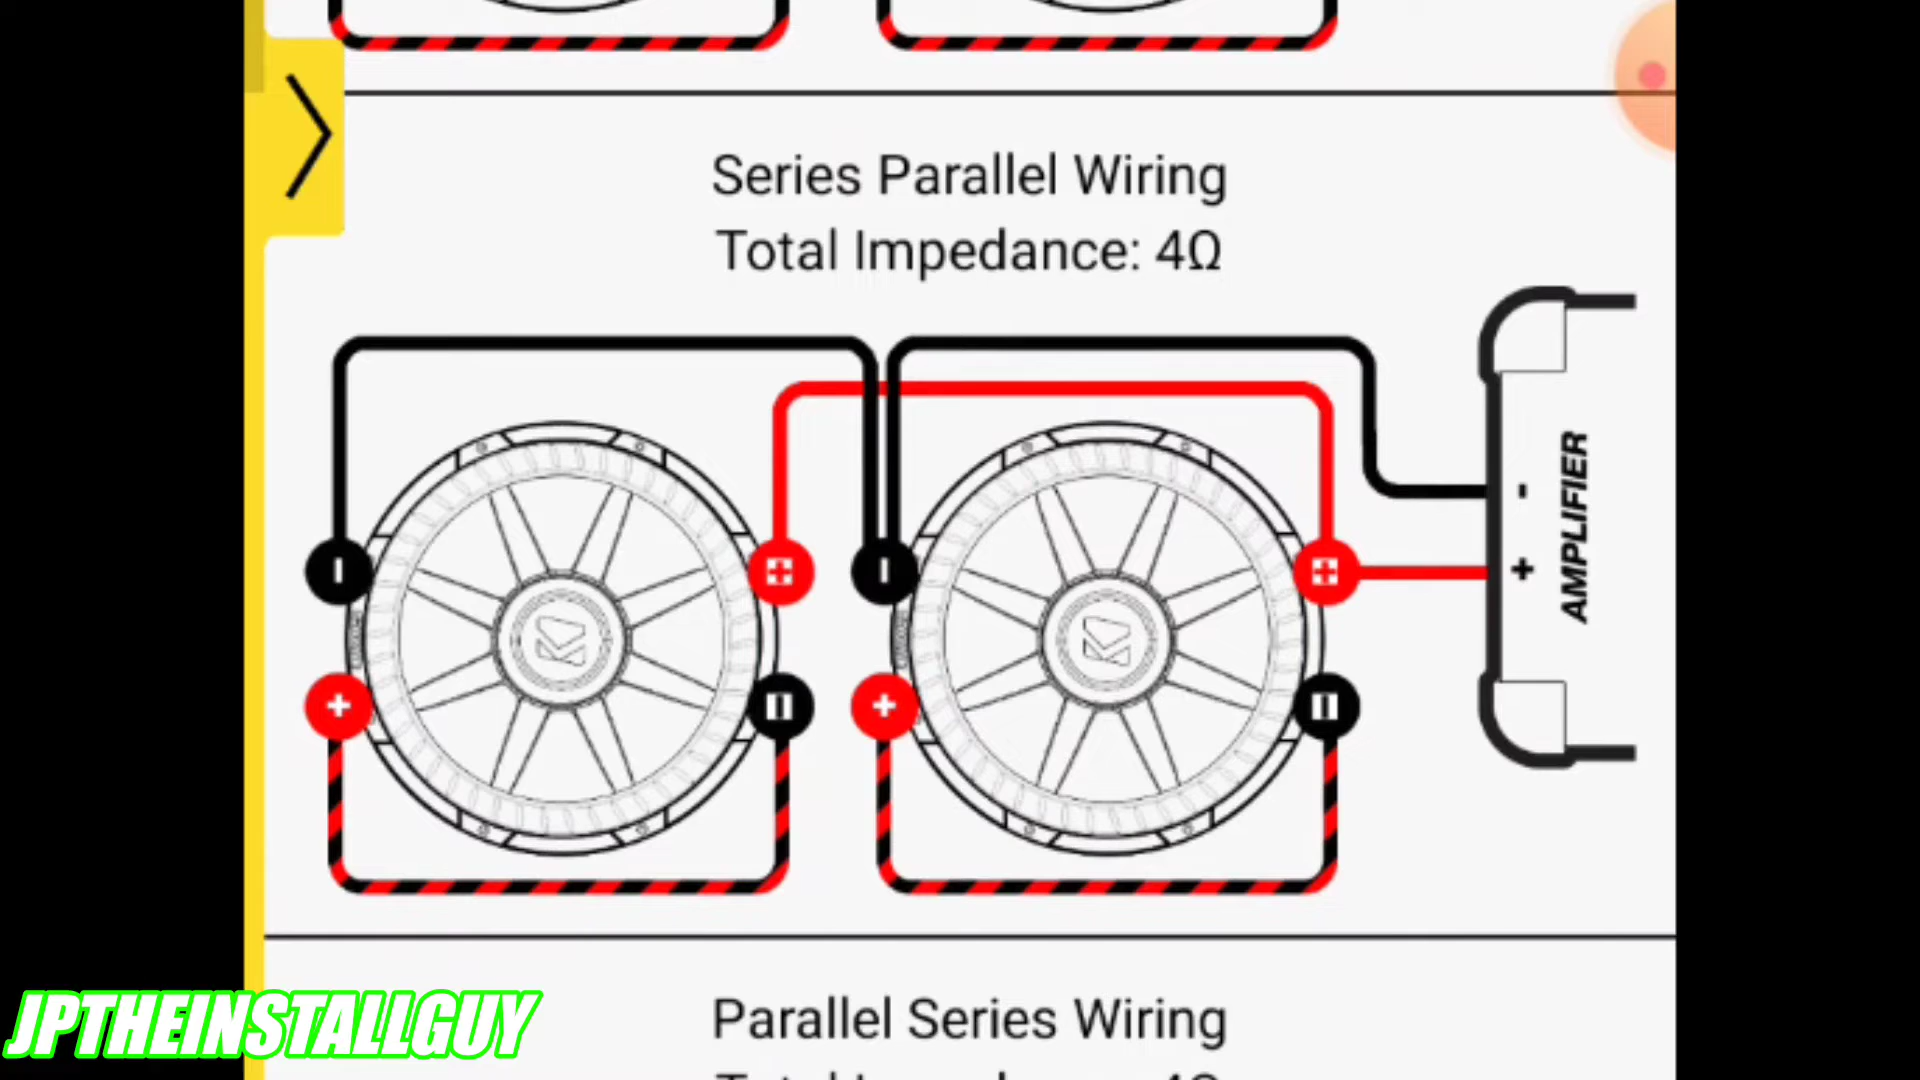 Series Parallel Wiring
Total Impedance: 4Ω
-
+
AMPLIFIER
Parallel Series Wiring
JPTHEINSTALLGUY